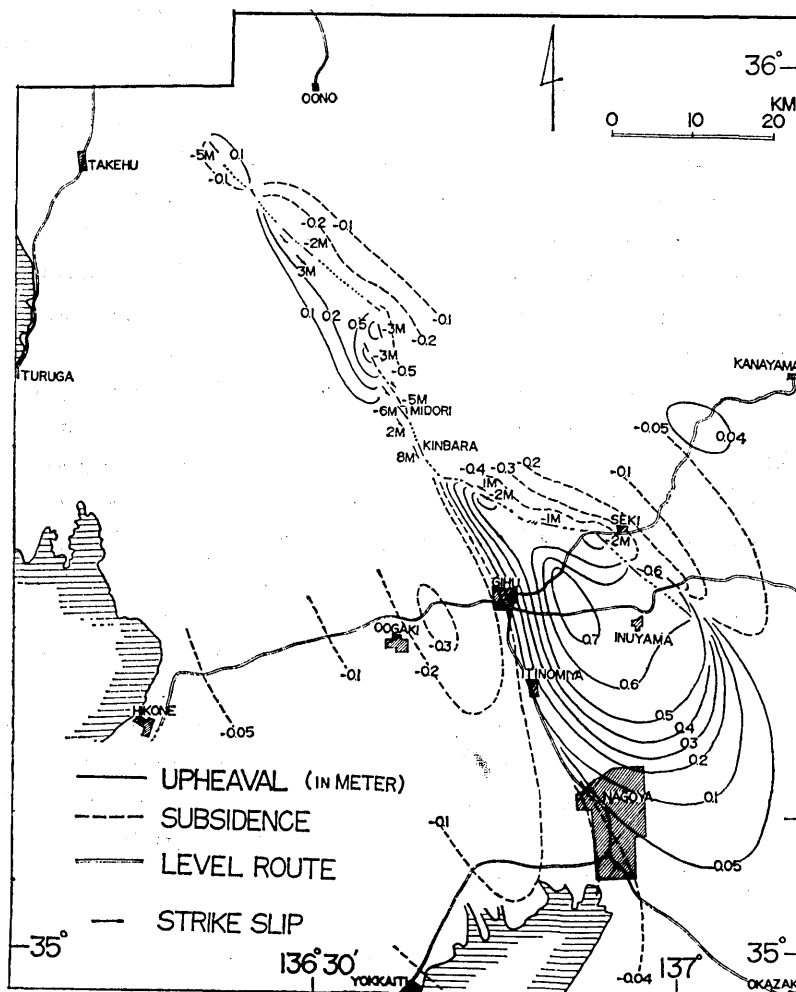 36°
OONO
KM
0 10 20
TAKEHU
-5M 0.1
-0.1
-0.2 -0.1
-2M
3M
0.1 0.2 0.5 -3M -0.1
-0.2
-3M
-0.5
TURUGA
KANAYAMA
-5M
-6M MIDORI
2M
-0.05 0.04
KINBARA
8M
-0.4 -0.3 -0.2
-0.1
1M
-2M
-1M SEKI
-2M
GIHU
0.6
OOGAKI
0.7 INUYAMA
-0.3
-0.2
-0.1
ITINOMIYA
0.6
HIKONE
-0.05
0.5
0.4
0.3
0.2
UPHEAVAL (IN METER)
NAGOYA
0.1
SUBSIDENCE
-0.1
LEVEL ROUTE
0.05
STRIKE SLIP
35° 136°30' 137° 35°
-0.04
YOKKAITI
OKAZAK